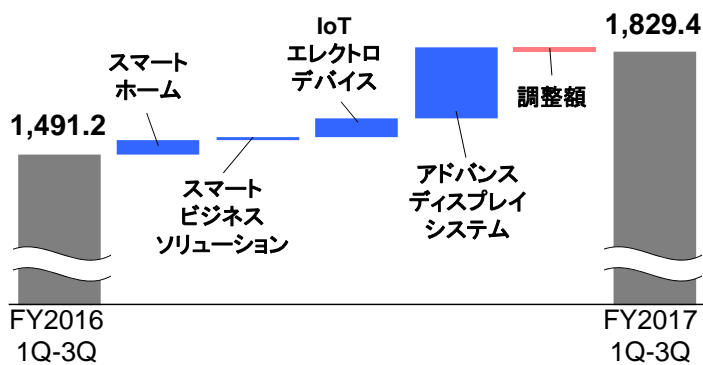 1,491.2
スマート
ホーム
スマート
ビジネス
ソリューション
IoT
エレクトロ
デバイス
アドバンス
ディスプレイ
システム
調整額
1,829.4
FY2016
1Q-3Q
FY2017
1Q-3Q